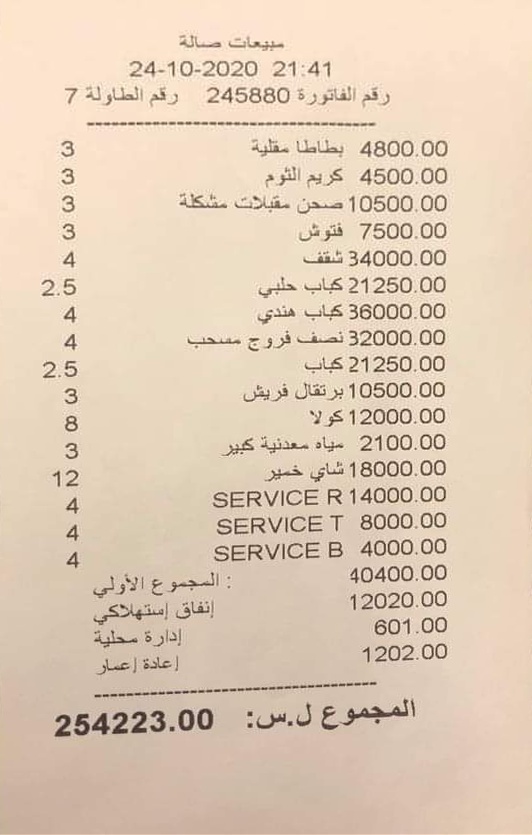 مبيعات صالة
24-10-2020 21:41
رقم الفاتورة 245880 رقم الطاولة 7
4800.00 بطاطا مقلية 3
4500.00 كريم الثوم 3
10500.00 صحن مقبلات مشكلة 3
7500.00 فتوش 3
34000.00 شقف 4
21250.00 كباب حلبي 2.5
36000.00 كباب هندي 4
32000.00 نصف فروج مسحب 4
21250.00 كباب 2.5
10500.00 برتقال فريش 3
12000.00 كولا 8
2100.00 مياه معدنية كبير 3
18000.00 شاي خمير 12
14000.00 SERVICE R 4
8000.00 SERVICE T 4
4000.00 SERVICE B 4
40400.00 المجموع الأولي :
12020.00 إنفاق إستهلاكي
601.00 إدارة محلية
1202.00 إعادة إعمار
المجموع ل.س: 254223.00